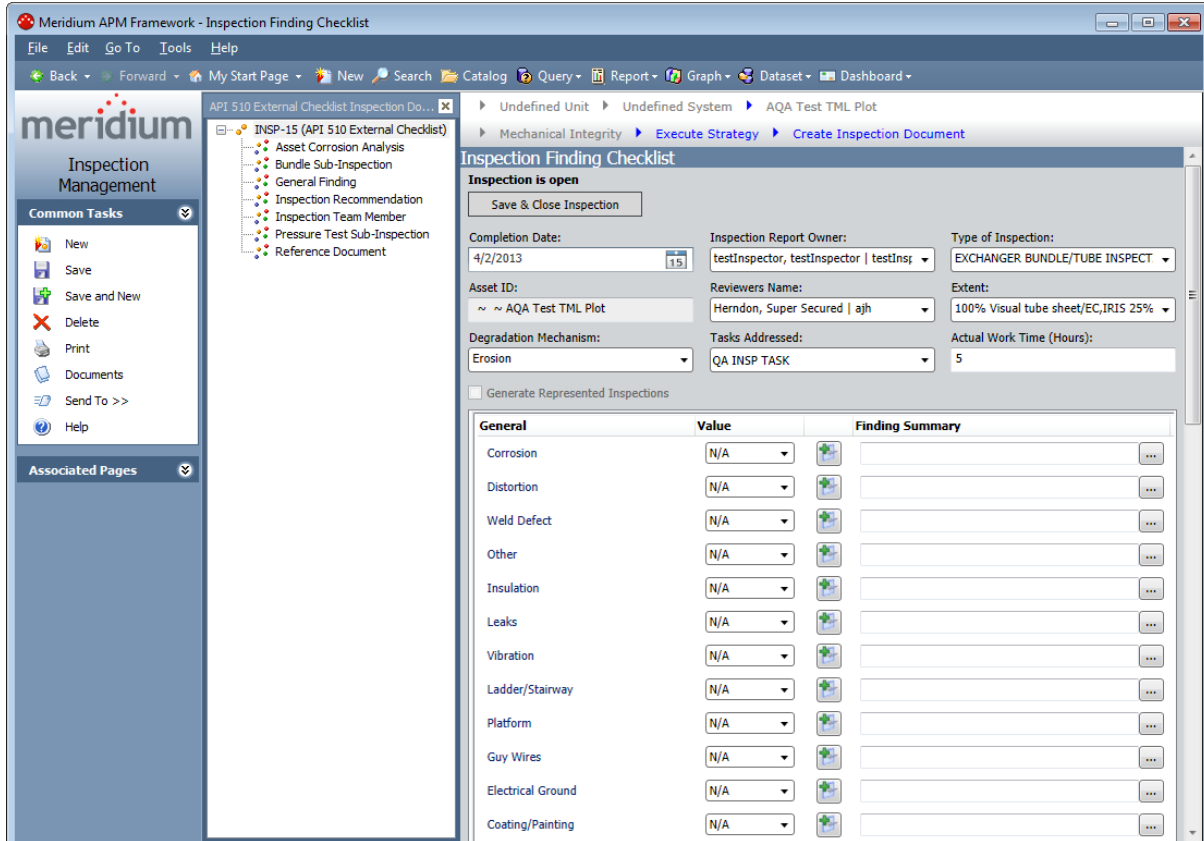 Meridium APM Framework - Inspection Finding Checklist
File Edit Go To Tools Help
Back Forward My Start Page New Search Catalog Query Report Graph Dataset Dashboard
meridium
Inspection
Management
Common Tasks
New
Save
Save and New
Delete
Print
Documents
Send To >>
Help
Associated Pages
API 510 External Checklist Inspection Do...
INSP-15 (API 510 External Checklist)
Asset Corrosion Analysis
Bundle Sub-Inspection
General Finding
Inspection Recommendation
Inspection Team Member
Pressure Test Sub-Inspection
Reference Document
Undefined Unit Undefined System AQA Test TML Plot
Mechanical Integrity Execute Strategy Create Inspection Document
Inspection Finding Checklist
Inspection is open
Save & Close Inspection
Completion Date: Inspection Report Owner: Type of Inspection:
4/2/2013 15 testInspector, testInspector | testInsp EXCHANGER BUNDLE/TUBE INSPECT.
Asset ID: Reviewers Name: Extent:
~ ~ AQA Test TML Plot Herndon, Super Secured | ajh 100% Visual tube sheet/EC,IRIS 25%
Degradation Mechanism: Tasks Addressed: Actual Work Time (Hours):
Erosion QA INSP TASK 5
Generate Represented Inspections
General Value Finding Summary
Corrosion N/A ...
Distortion N/A ...
Weld Defect N/A ...
Other N/A ...
Insulation N/A ...
Leaks N/A ...
Vibration N/A ...
Ladder/Stairway N/A ...
Platform N/A ...
Guy Wires N/A ...
Electrical Ground N/A ...
Coating/Painting N/A ...